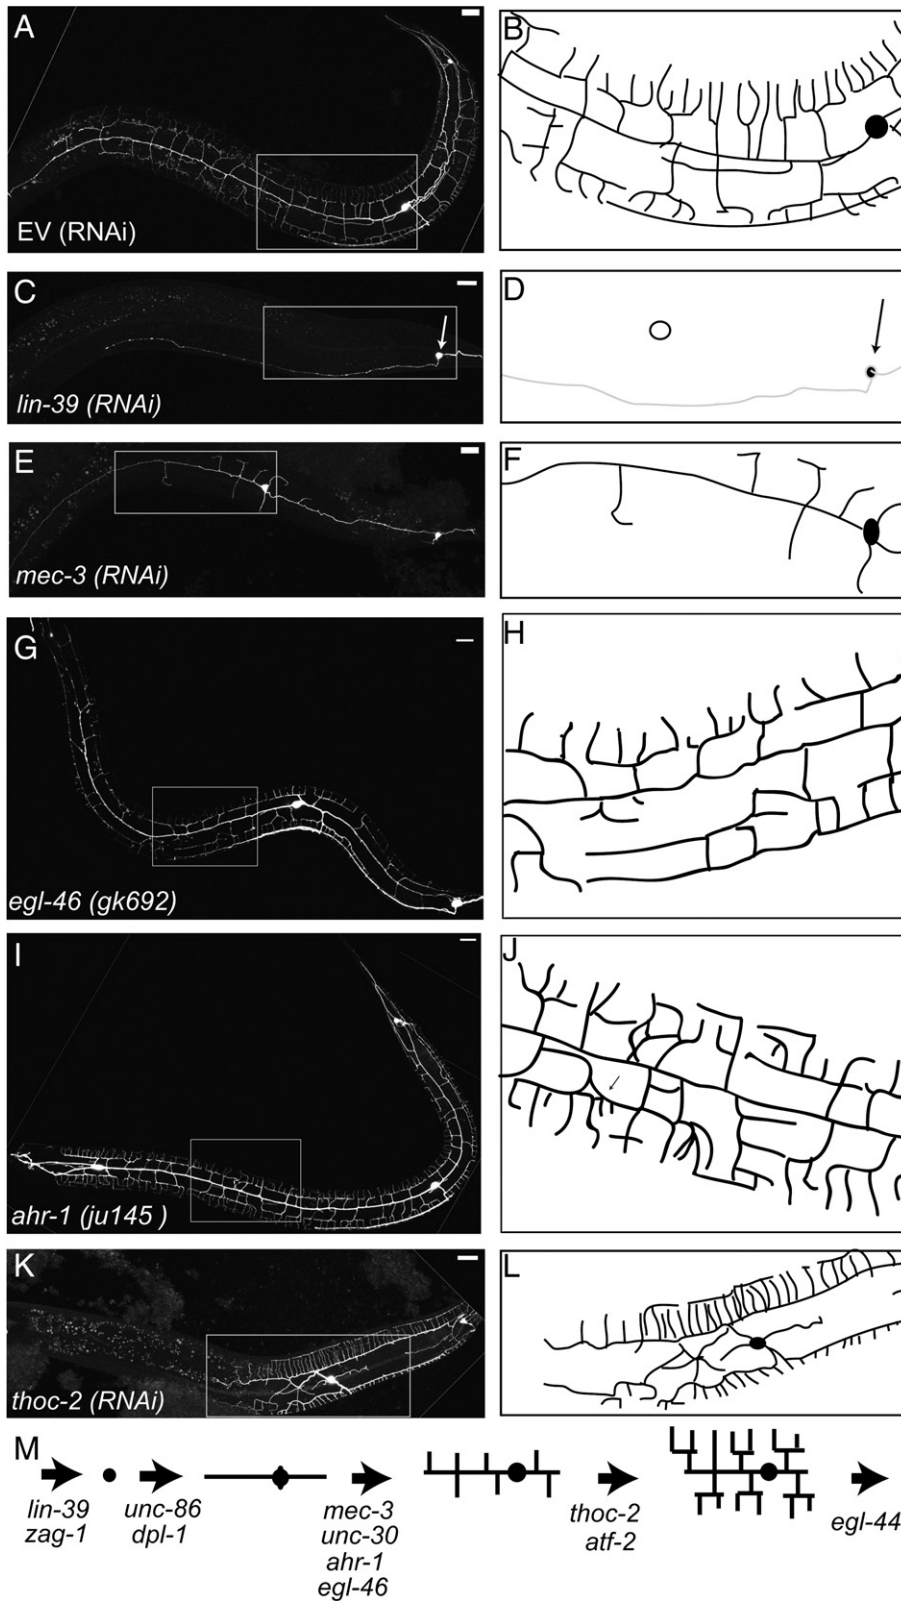 A
B
EV (RNAi)
C
D
lin-39 (RNAi)
E
F
mec-3 (RNAi)
G
H
egl-46 (gk692)
I
J
ahr-1 (ju145 )
K
L
thoc-2 (RNAi)
M
lin-39
zag-1
unc-86
dpl-1
mec-3
unc-30
ahr-1
egl-46
thoc-2
atf-2
egl-44